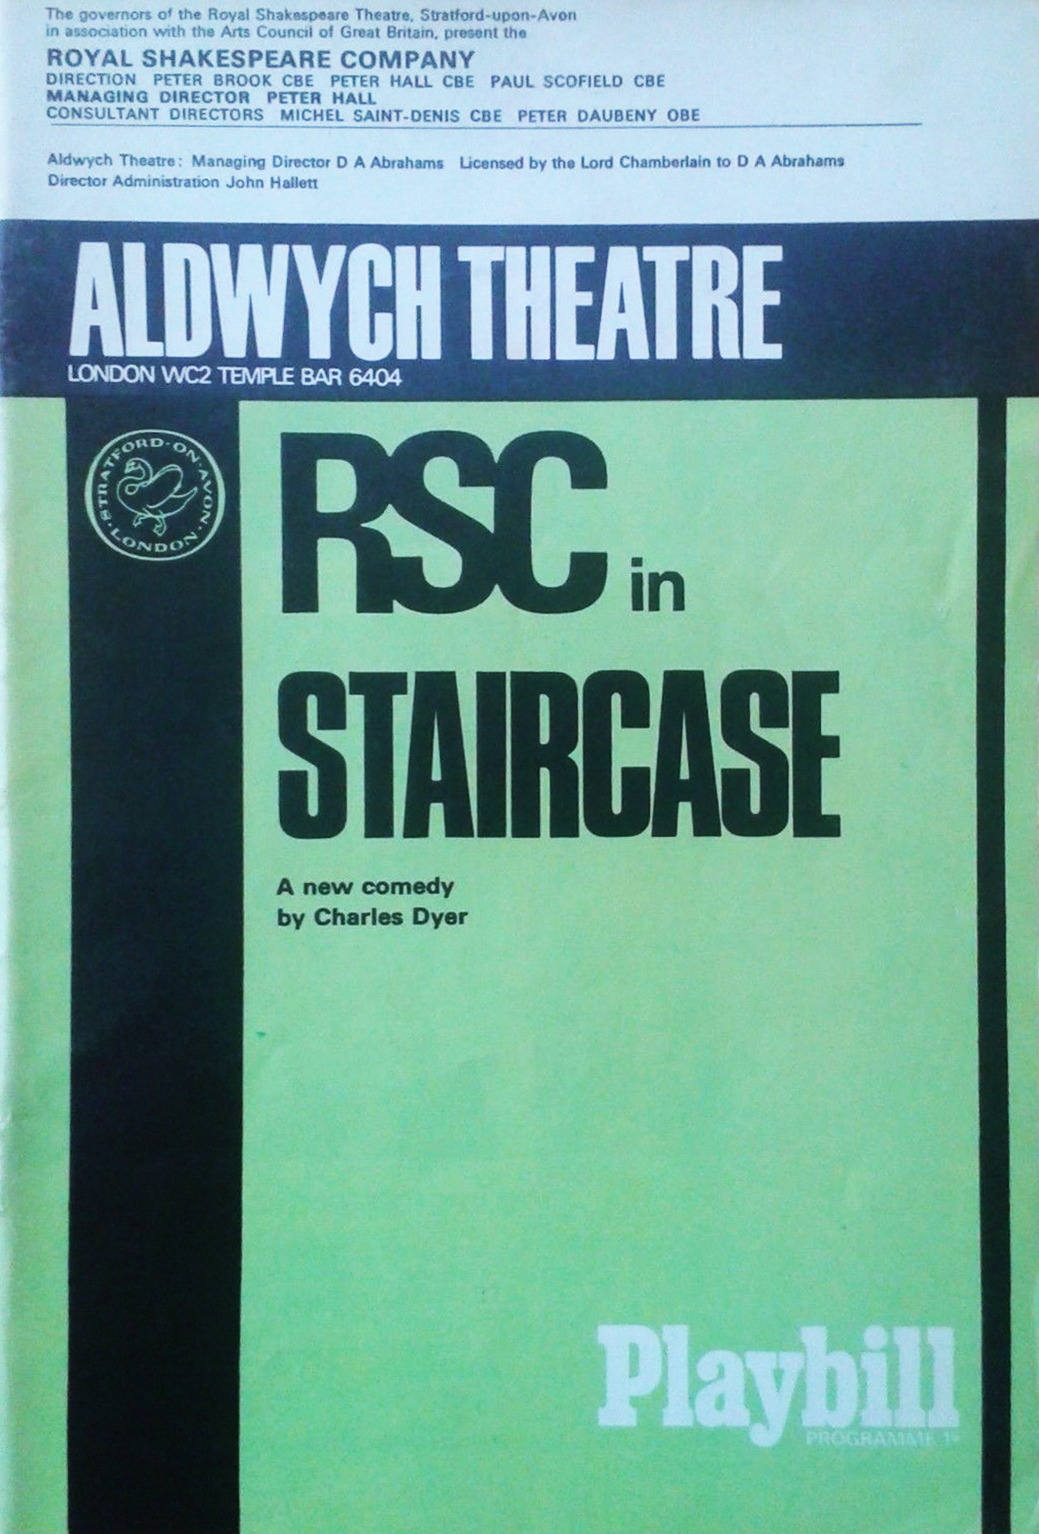 The governors of the Royal Shakespeare Theatre, Stratford-upon-Avon
in association with the Arts Council of Great Britain, present the
ROYAL SHAKESPEARE COMPANY
DIRECTION PETER BROOK CBE PETER HALL CBE PAUL SCOFIELD CBE
MANAGING DIRECTOR PETER HALL
CONSULTANT DIRECTORS MICHEL SAINT-DENIS CBE PETER DAUBENY OBE
Aldwych Theatre: Managing Director D A Abrahams Licensed by the Lord Chamberlain to D A Abrahams
Director Administration John Hallett
ALDWYCH THEATRE
LONDON WC2 TEMPLE BAR 6404
STRATFORD-ON-AVON
LONDON
RSC in
STAIRCASE
A new comedy
by Charles Dyer
Playbill
PROGRAMME